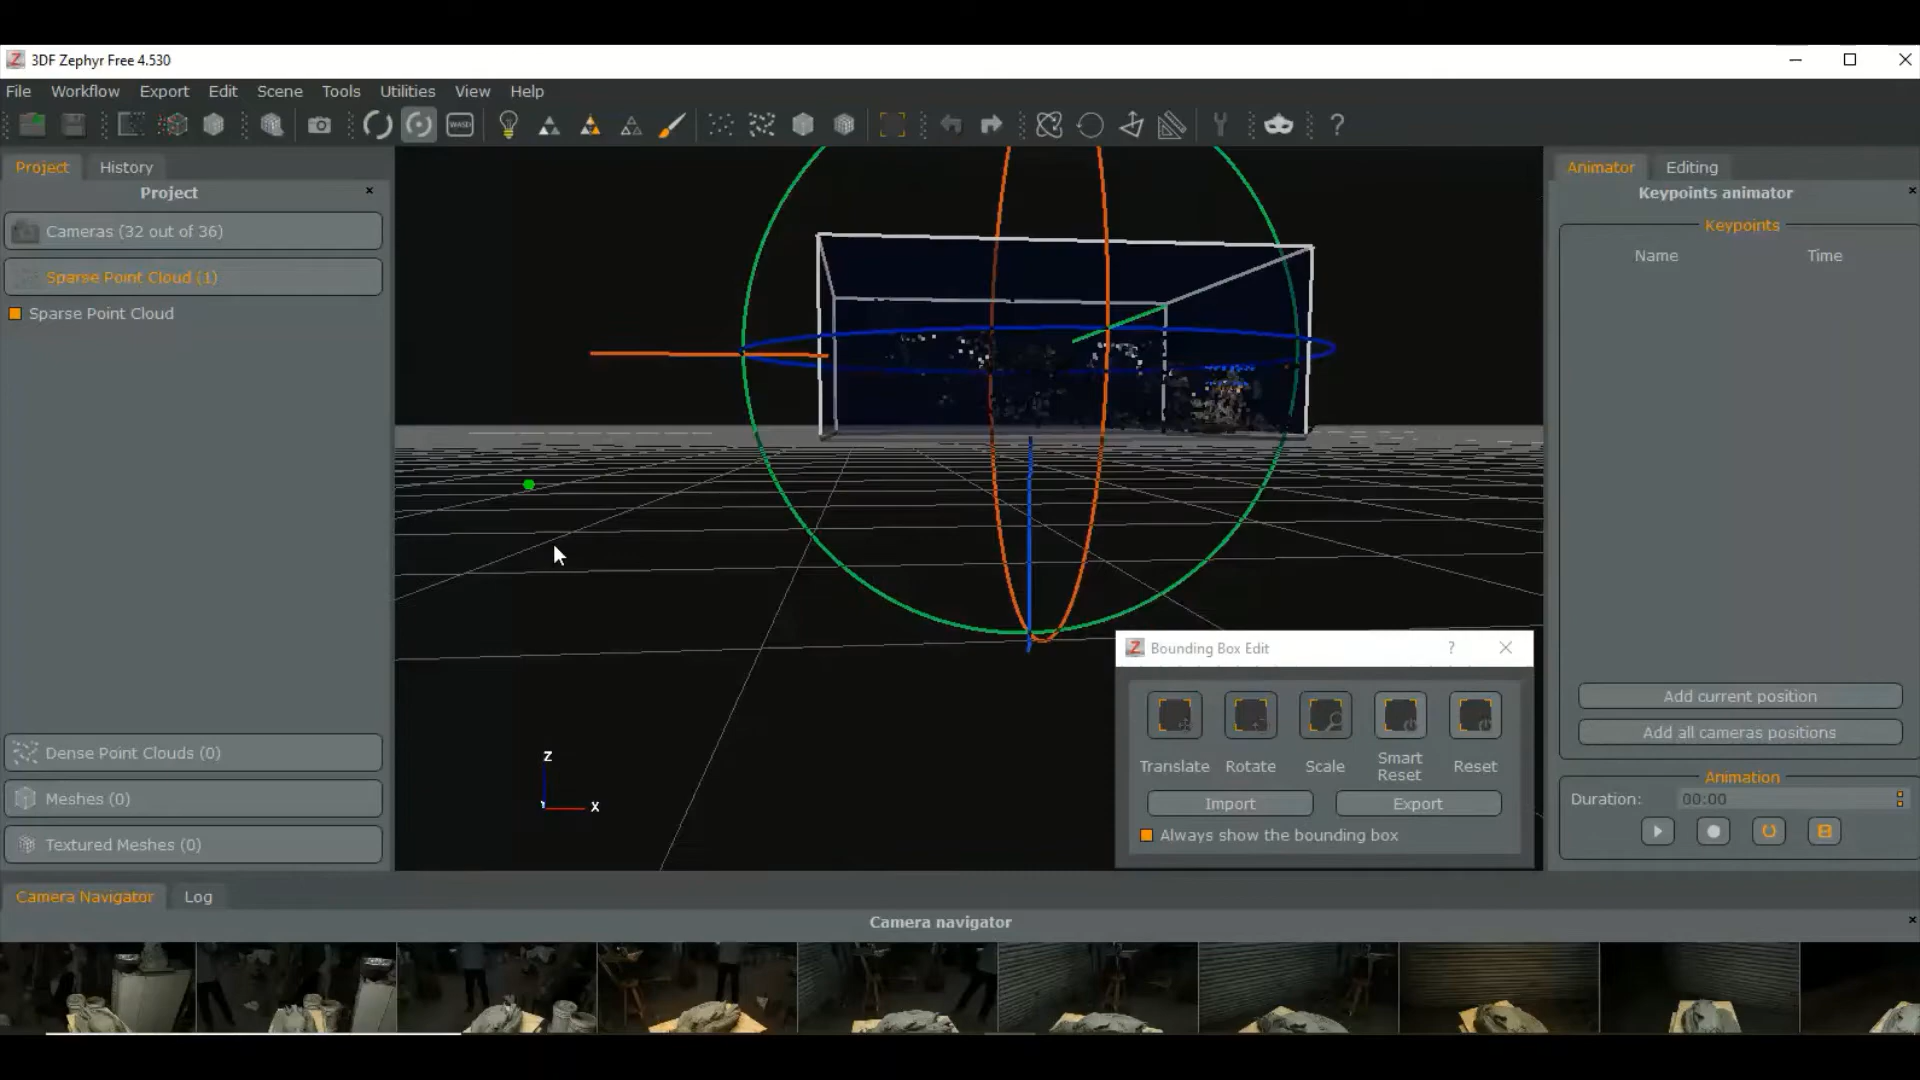 3DF Zephyr Free 4.530
File Workflow Export Edit Scene Tools Utilities View Help
WASD
?
Project History
Project
Cameras (32 out of 36)
Sparse Point Cloud (1)
Sparse Point Cloud
Dense Point Clouds (0)
Meshes (0)
Textured Meshes (0)
Z
X
Bounding Box Edit ?
Translate Rotate Scale Smart Reset Reset
Import Export
Always show the bounding box
Animator Editing
Keypoints animator
Keypoints
Name Time
Add current position
Add all cameras positions
Animation
Duration: 00:00
Camera Navigator Log
Camera navigator